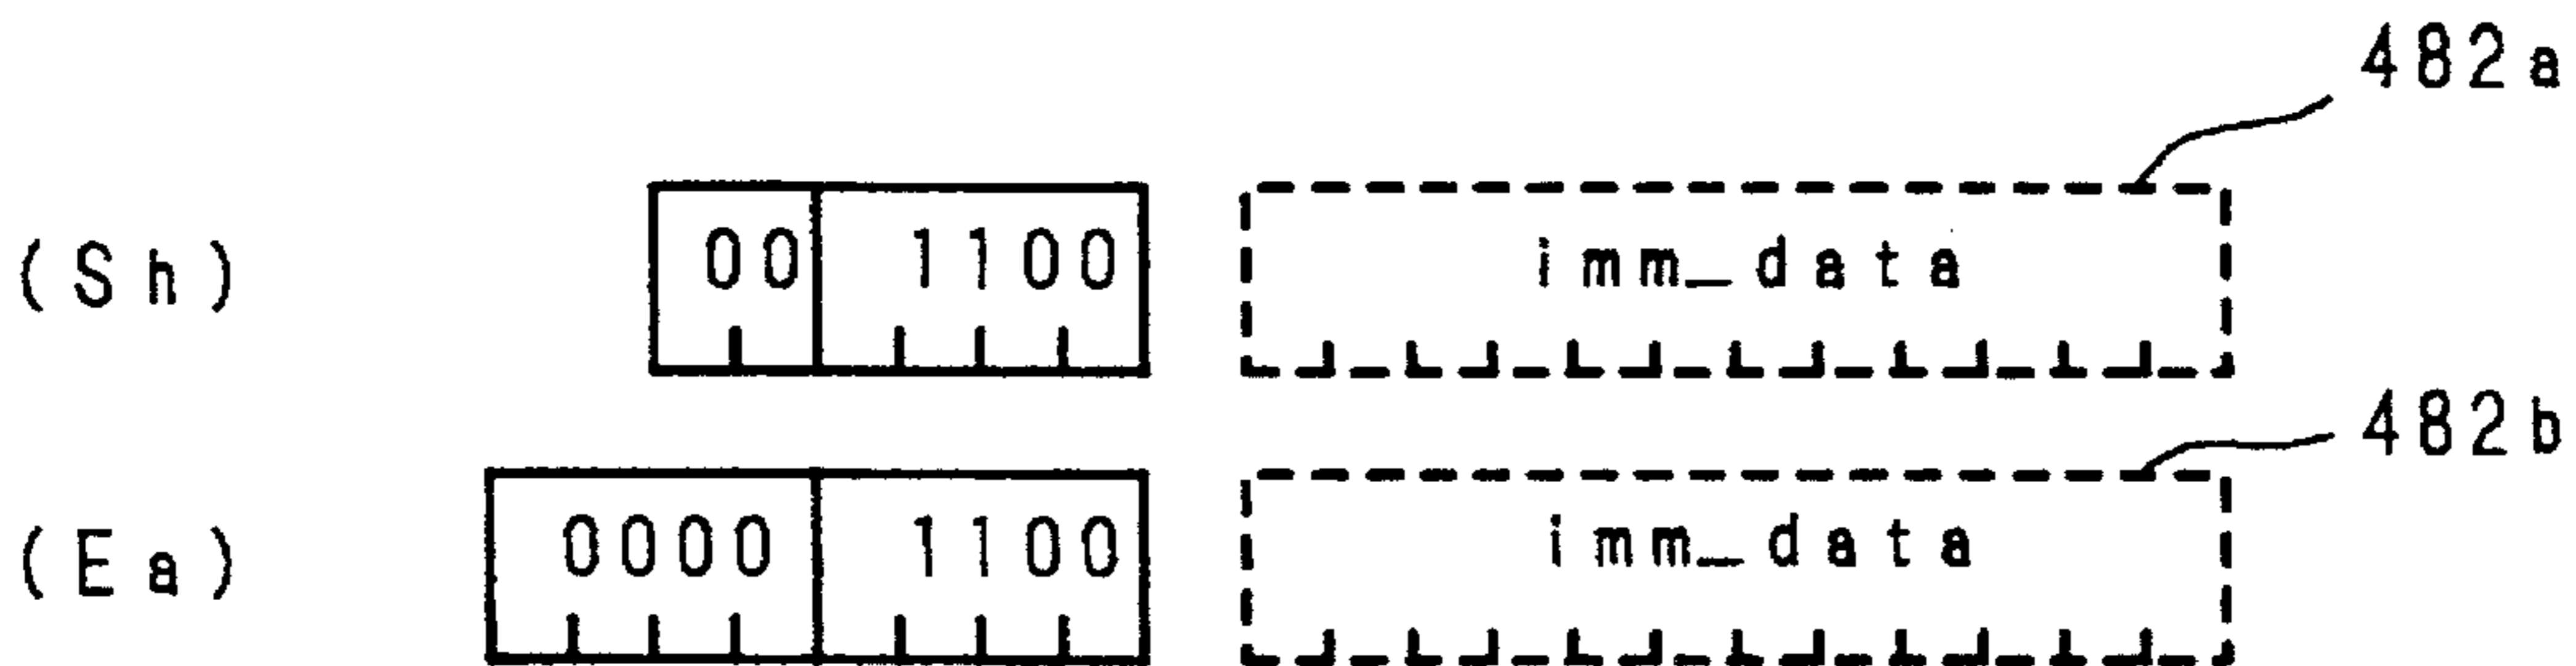 482a
(Sh) 00 1100 imm_data
482b
(Ea) 0000 1100 imm_data